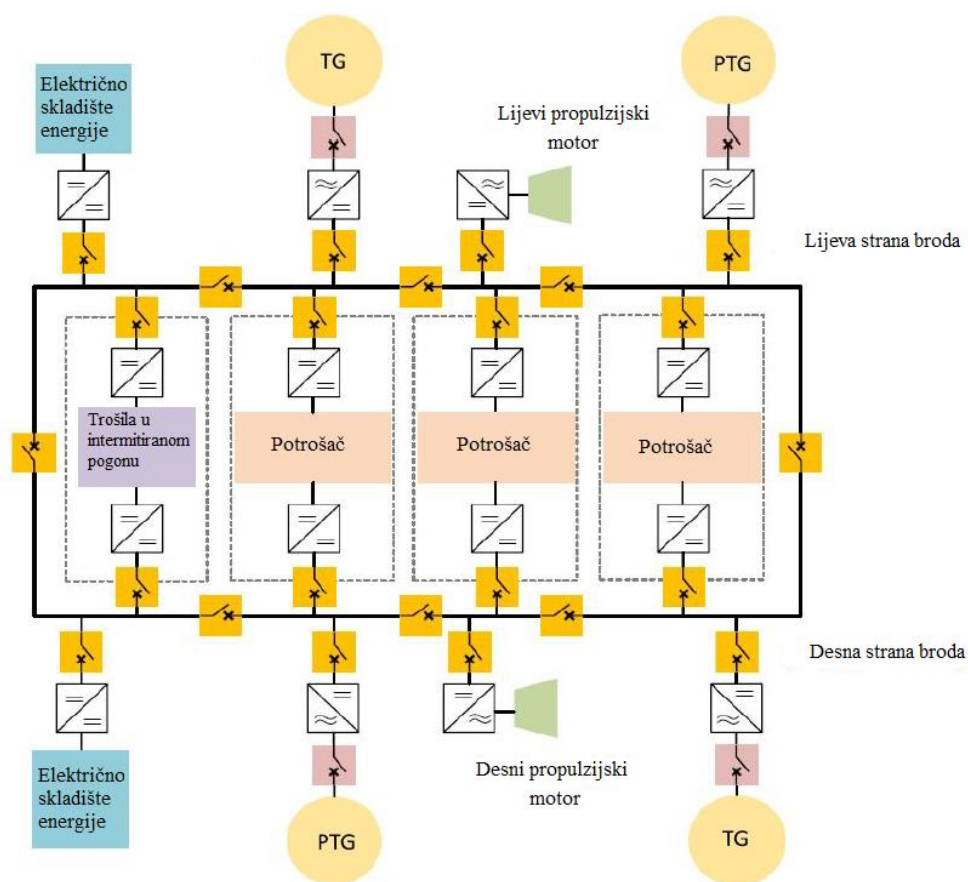 TG
PTG
Električno
skladište
energije
Lijevi propulzijski
motor
Lijeva strana broda
Trošila u
intermitiranom
pogonu
Potrošač
Potrošač
Potrošač
Desna strana broda
Električno
skladište
energije
Desni propulzijski
motor
PTG
TG